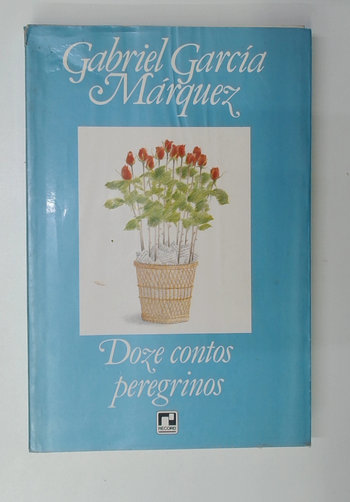 Gabriel García
Márquez
Doze contos
peregrinos
RECORD